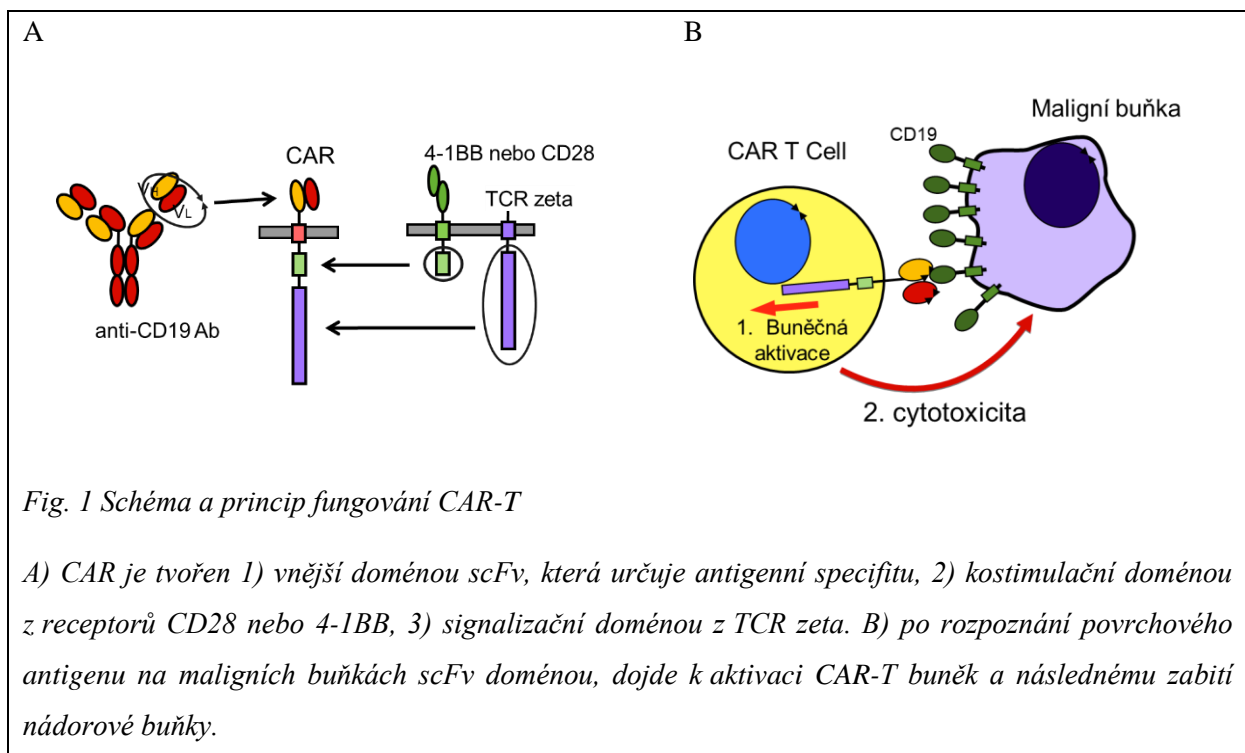 A
B
CAR
4-1BB nebo CD28
TCR zeta
VH
VL
anti-CD19 Ab
CD19
Maligní buňka
CAR T Cell
1. Buněčná
aktivace
2. cytotoxicita
Fig. 1 Schéma a princip fungování CAR-T
A) CAR je tvořen 1) vnější doménou scFv, která určuje antigenní specifitu, 2) kostimulační doménou
z receptorů CD28 nebo 4-1BB, 3) signalizační doménou z TCR zeta. B) po rozpoznání povrchového
antigenu na maligních buňkách scFv doménou, dojde k aktivaci CAR-T buněk a následnému zabití
nádorové buňky.